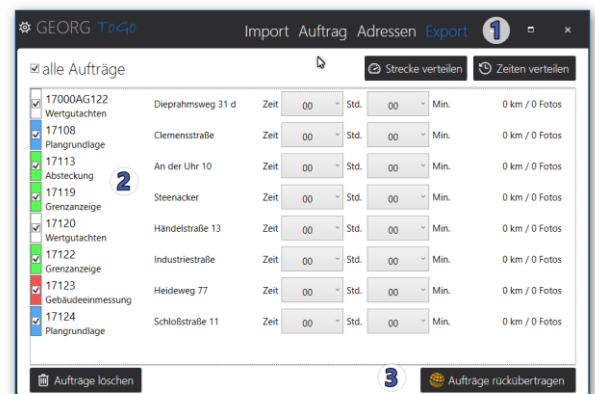 GEORG ToGo Import Auftrag Adressen Export 1
alle Aufträge Strecke verteilen Zeiten verteilen
17000AG122
Wertgutachten
Dieprahmsweg 31 d Zeit 00 Std. 00 Min. 0 km / 0 Fotos
17108
Plangrundlage
Clemensstraße Zeit 00 Std. 00 Min. 0 km / 0 Fotos
17113
Absteckung
An der Uhr 10 Zeit 00 Std. 00 Min. 0 km / 0 Fotos
2
17119
Grenzanzeige
Steenacker Zeit 00 Std. 00 Min. 0 km / 0 Fotos
17120
Wertgutachten
Händelstraße 13 Zeit 00 Std. 00 Min. 0 km / 0 Fotos
17122
Grenzanzeige
Industriestraße Zeit 00 Std. 00 Min. 0 km / 0 Fotos
17123
Gebäudeeinmessung
Heideweg 77 Zeit 00 Std. 00 Min. 0 km / 0 Fotos
17124
Plangrundlage
Schloßstraße 11 Zeit 00 Std. 00 Min. 0 km / 0 Fotos
Aufträge löschen 3 Aufträge rückübertragen